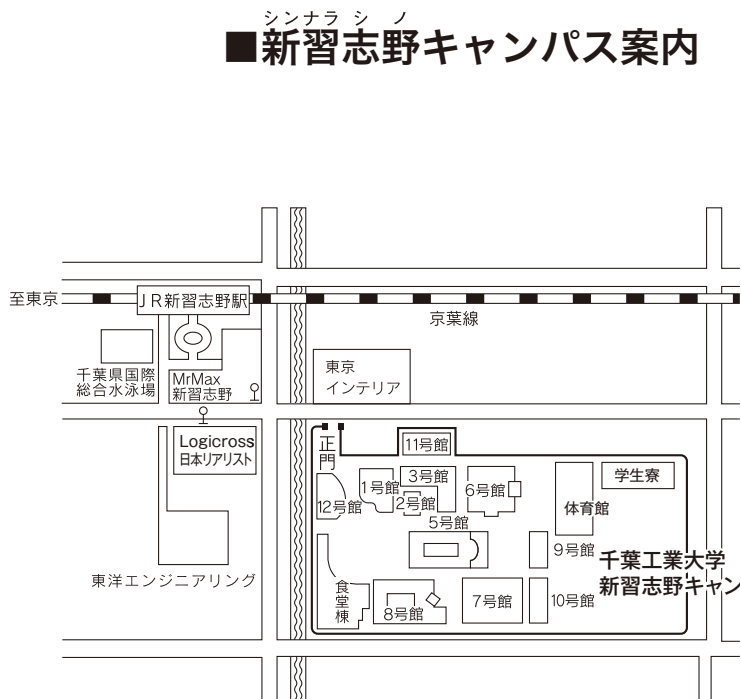 シンナラシノ
■新習志野キャンパス案内
至東京
JR新習志野駅
京葉線
千葉県国際
総合水泳場
MrMax
新習志野
東京
インテリア
Logicross
日本リアリスト
正門
11号館
1号館
3号館
2号館
12号館
5号館
6号館
体育館
学生寮
9号館
千葉工業大学
新習志野キャン
東洋エンジニアリング
食堂棟
8号館
7号館
10号館